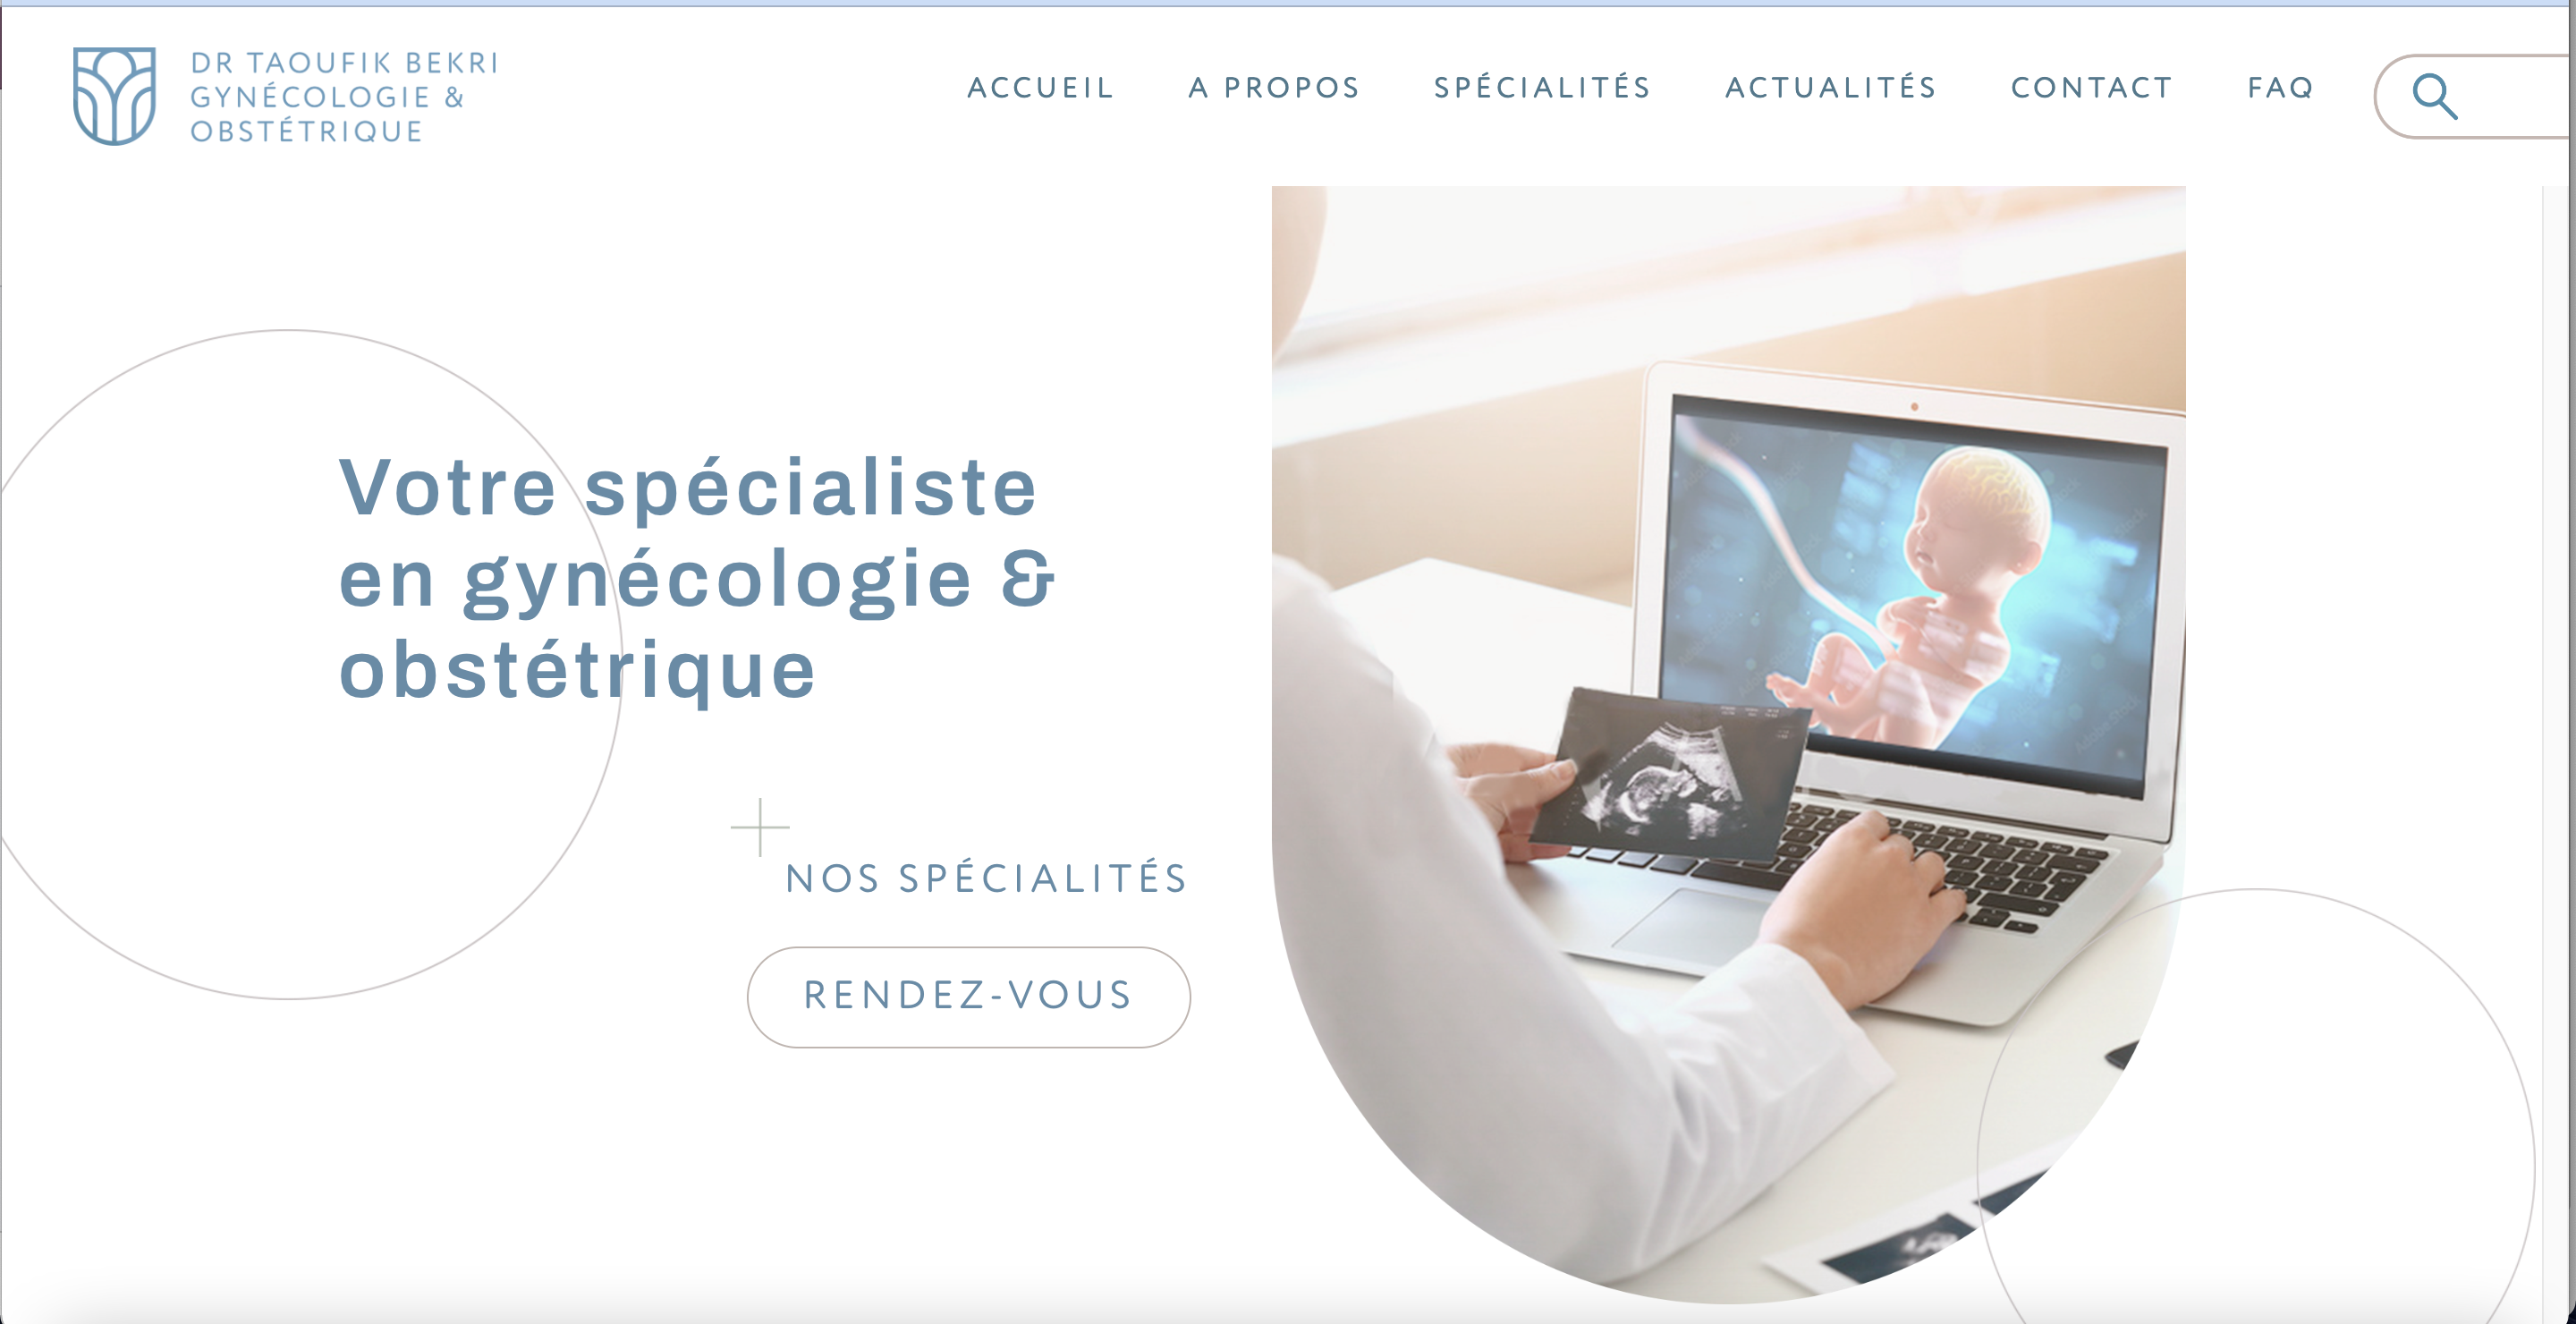 DR TAOUFIK BEKRI
GYNÉCOLOGIE &
OBSTÉTRIQUE
ACCUEIL
A PROPOS
SPÉCIALITÉS
ACTUALITÉS
CONTACT
FAQ
Votre spécialiste
en gynécologie &
obstétrique
NOS SPÉCIALITÉS
RENDEZ-VOUS